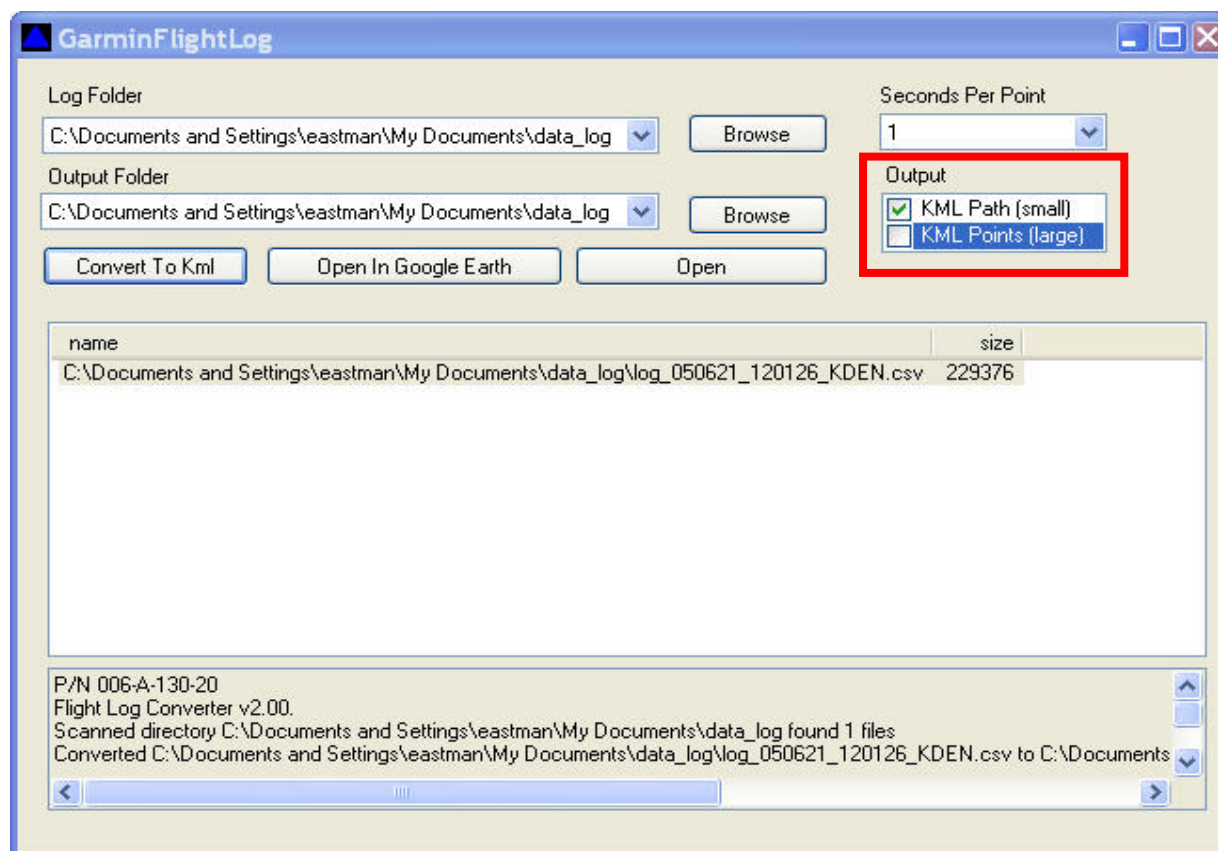 GarminFlightLog
Log Folder
Seconds Per Point
C:\Documents and Settings\eastman\My Documents\data_log
Browse
1
Output Folder
Output
C:\Documents and Settings\eastman\My Documents\data_log
Browse
KML Path (small)
KML Points (large)
Convert To Kml
Open In Google Earth
Open
name size
C:\Documents and Settings\eastman\My Documents\data_log\log_050621_120126_KDEN.csv 229376
P/N 006-A-130-20
Flight Log Converter v2.00.
Scanned directory C:\Documents and Settings\eastman\My Documents\data_log found 1 files
Converted C:\Documents and Settings\eastman\My Documents\data_log\log_050621_120126_KDEN.csv to C:\Documents